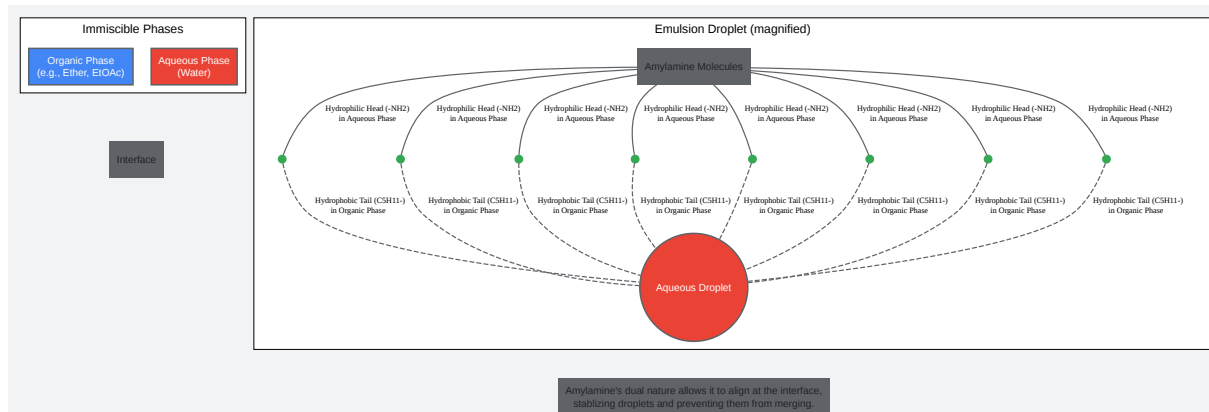 Immiscible Phases
Organic Phase
(e.g., Ether, EtOAc)
Aqueous Phase
(Water)
Interface
Emulsion Droplet (magnified)
Amylamine Molecules
Hydrophilic Head (-NH2)
in Aqueous Phase
Hydrophilic Head (-NH2)
in Aqueous Phase
Hydrophilic Head (-NH2)
in Aqueous Phase
Hydrophilic Head (-NH2)
in Aqueous Phase
Hydrophilic Head (-NH2)
in Aqueous Phase
Hydrophilic Head (-NH2)
in Aqueous Phase
Hydrophilic Head (-NH2)
in Aqueous Phase
Hydrophilic Head (-NH2)
in Aqueous Phase
Hydrophobic Tail (C5H11-)
in Organic Phase
Hydrophobic Tail (C5H11-)
in Organic Phase
Hydrophobic Tail (C5H11-)
in Organic Phase
Hydrophobic Tail (C5H11-)
in Organic Phase
Hydrophobic Tail (C5H11-)
in Organic Phase
Hydrophobic Tail (C5H11-)
in Organic Phase
Hydrophobic Tail (C5H11-)
in Organic Phase
Hydrophobic Tail (C5H11-)
in Organic Phase
Aqueous Droplet
Amylamine's dual nature allows it to align at the interface,
stablizing droplets and preventing them from merging.